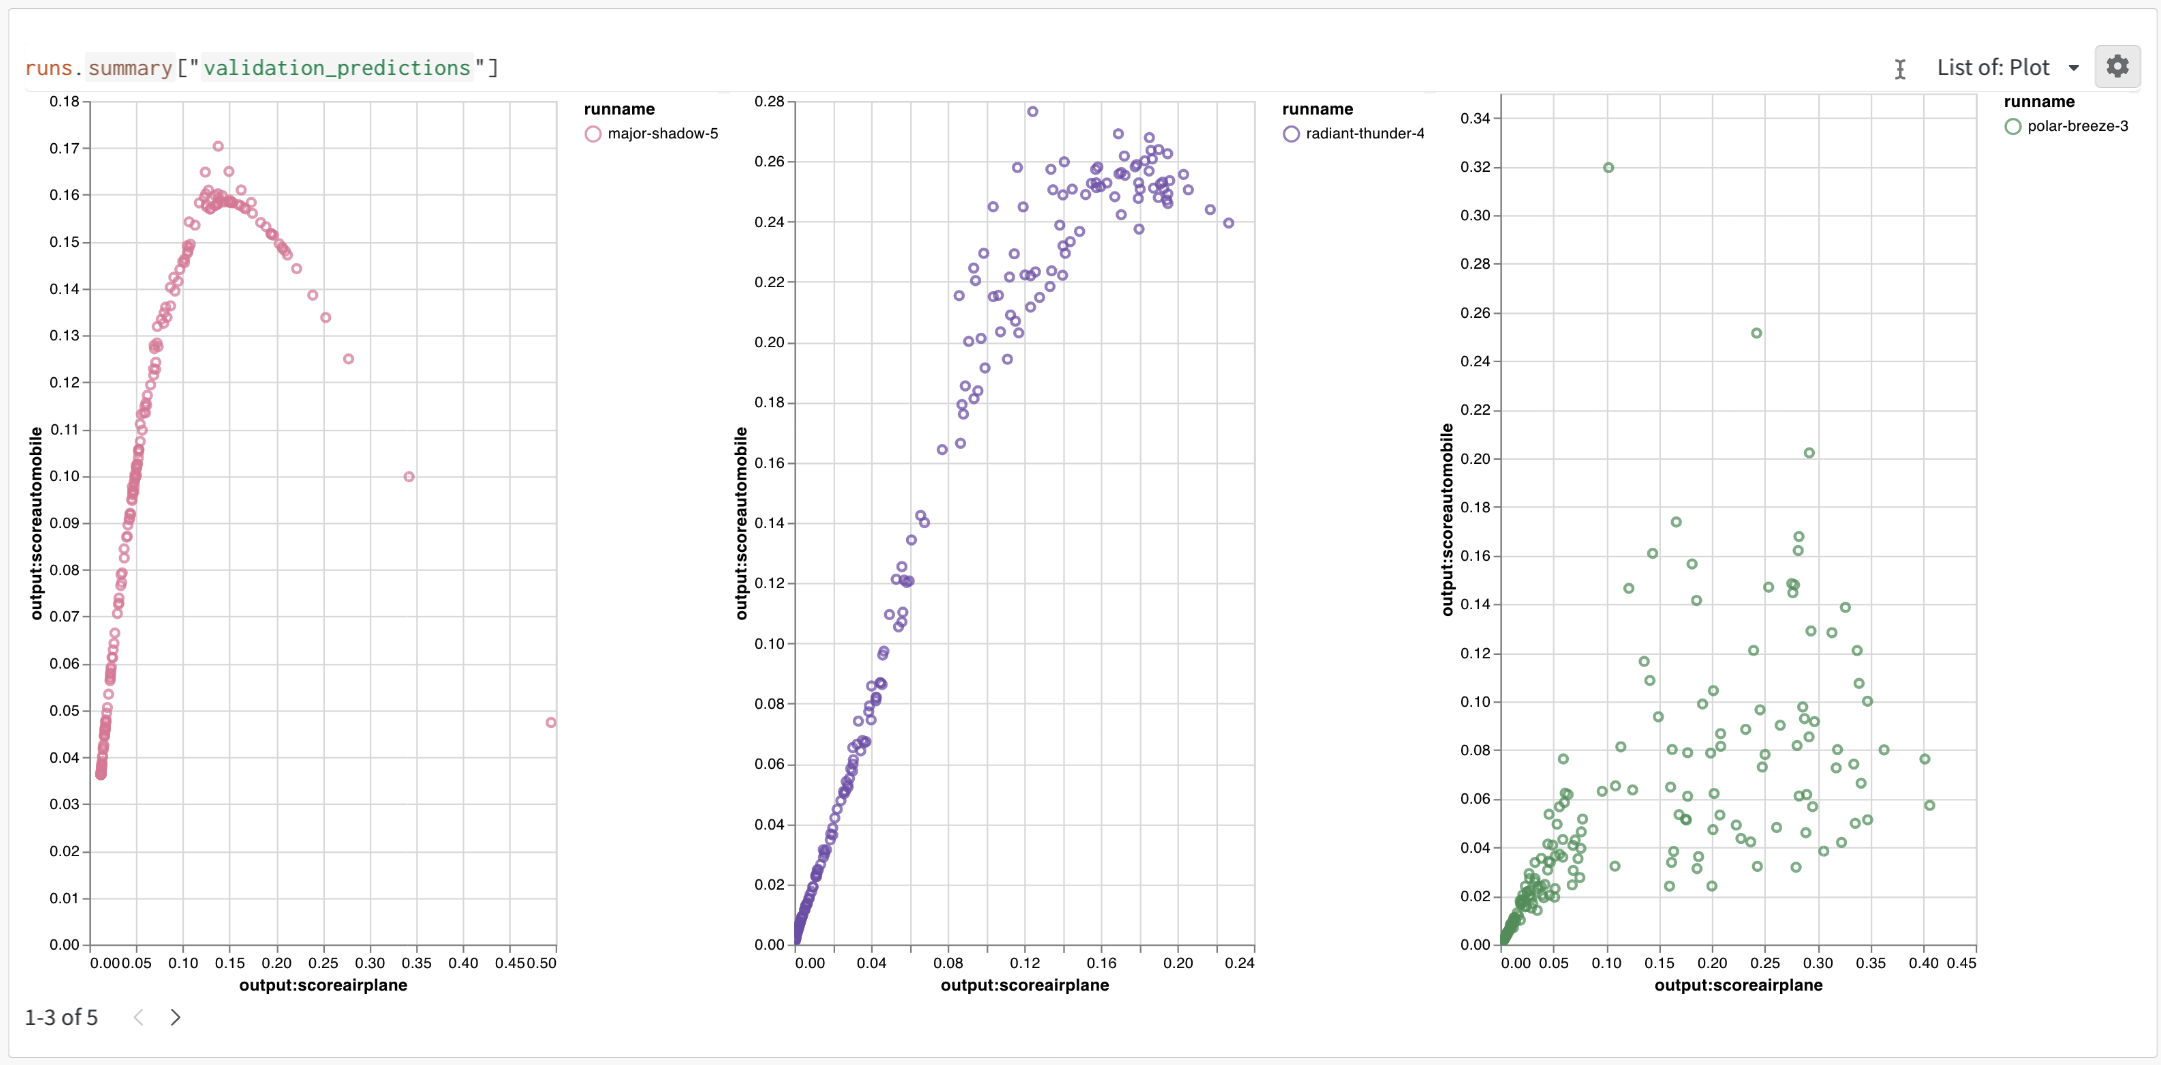 runs.summary["validation_predictions"]
List of: Plot
0.18
0.17
0.16
0.15
0.14
0.13
0.12
0.11
0.10
0.09
0.08
0.07
0.06
0.05
0.04
0.03
0.02
0.01
0.00
output:scoreautomobile
0.00 0.05 0.10 0.15 0.20 0.25 0.30 0.35 0.40 0.45 0.50
output:scoreairplane
runname
major-shadow-5
0.28
0.26
0.24
0.22
0.20
0.18
0.16
0.14
0.12
0.10
0.08
0.06
0.04
0.02
0.00
output:scoreautomobile
0.00 0.04 0.08 0.12 0.16 0.20 0.24
output:scoreairplane
runname
radiant-thunder-4
0.34
0.32
0.30
0.28
0.26
0.24
0.22
0.20
0.18
0.16
0.14
0.12
0.10
0.08
0.06
0.04
0.02
0.00
output:scoreautomobile
0.00 0.05 0.10 0.15 0.20 0.25 0.30 0.35 0.40 0.45
output:scoreairplane
runname
polar-breeze-3
1-3 of 5